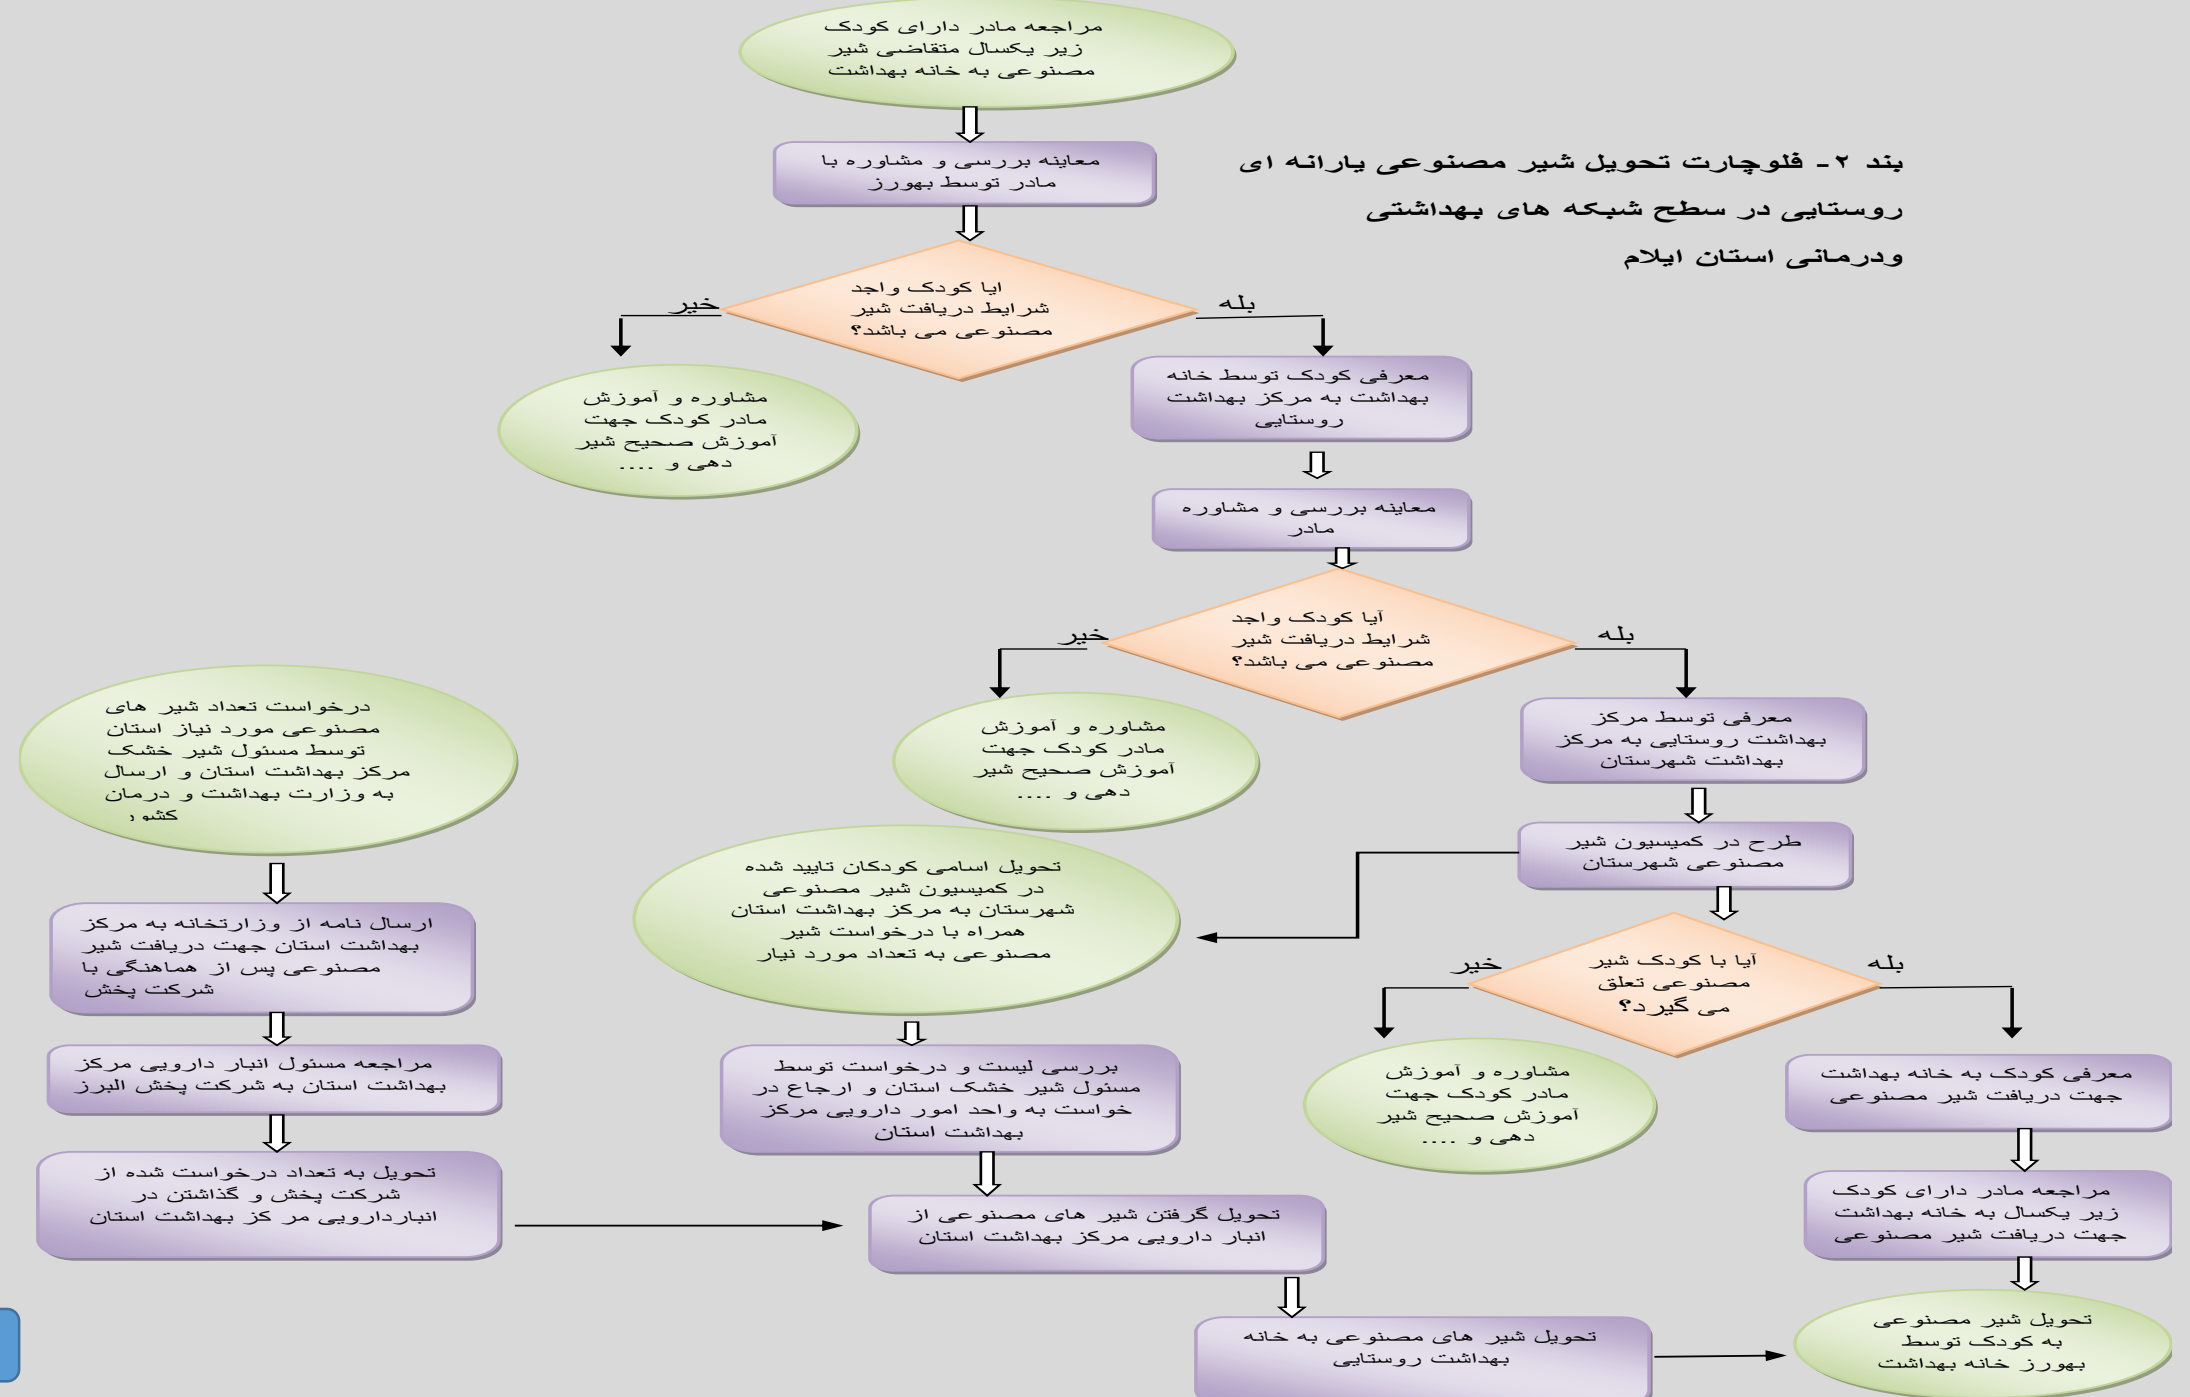 مراجعه مادر دارای کودک
زیر یکسال متقاضی شیر
مصنوعی به خانه بهداشت
معاینه بررسی و مشاوره با
مادر توسط بهورز
بند ۲- فلوچارت تحویل شیر مصنوعی یارانه ای
روستایی در سطح شبکه های بهداشتی
ودرمانی استان ایلام
ایا کودک واجد
شرایط دریافت شیر
مصنوعی می باشد؟
خیر
بله
مشاوره و آموزش
مادر کودک جهت
آموزش صحیح شیر
دهی و ....
معرفی کودک توسط خانه
بهداشت به مرکز بهداشت
روستایی
معاینه بررسی و مشاوره
مادر
آیا کودک واجد
شرایط دریافت شیر
مصنوعی می باشد؟
خیر
بله
مشاوره و آموزش
مادر کودک جهت
آموزش صحیح شیر
دهی و ....
معرفی توسط مرکز
بهداشت روستایی به مرکز
بهداشت شهرستان
طرح در کمیسیون شیر
مصنوعی شهرستان
آیا با کودک شیر
مصنوعی تعلق
می گیرد؟
خیر
بله
مشاوره و آموزش
مادر کودک جهت
آموزش صحیح شیر
دهی و ....
معرفی کودک به خانه بهداشت
جهت دریافت شیر مصنوعی
مراجعه مادر دارای کودک
زیر یکسال به خانه بهداشت
جهت دریافت شیر مصنوعی
تحویل شیر مصنوعی
به کودک توسط
بهورز خانه بهداشت
تحویل اسامی کودکان تایید شده
در کمیسیون شیر مصنوعی
شهرستان به مرکز بهداشت استان
همراه با درخواست شیر
مصنوعی به تعداد مورد نیار
بررسی لیست و درخواست توسط
مسئول شیر خشک استان و ارجاع در
خواست به واحد امور دارویی مرکز
بهداشت استان
تحویل گرفتن شیر های مصنوعی از
انبار دارویی مرکز بهداشت استان
تحویل شیر های مصنوعی به خانه
بهداشت روستایی
درخواست تعداد شیر های
مصنوعی مورد نیاز استان
توسط مسئول شیر خشک
مرکز بهداشت استان و ارسال
به وزارت بهداشت و درمان
کشور
ارسال نامه از وزارتخانه به مرکز
بهداشت استان جهت دریافت شیر
مصنوعی پس از هماهنگی با
شرکت پخش
مراجعه مسئول انبار دارویی مرکز
بهداشت استان به شرکت پخش البرز
تحویل به تعداد درخواست شده از
شرکت پخش و گذاشتن در
انباردارویی مر کز بهداشت استان